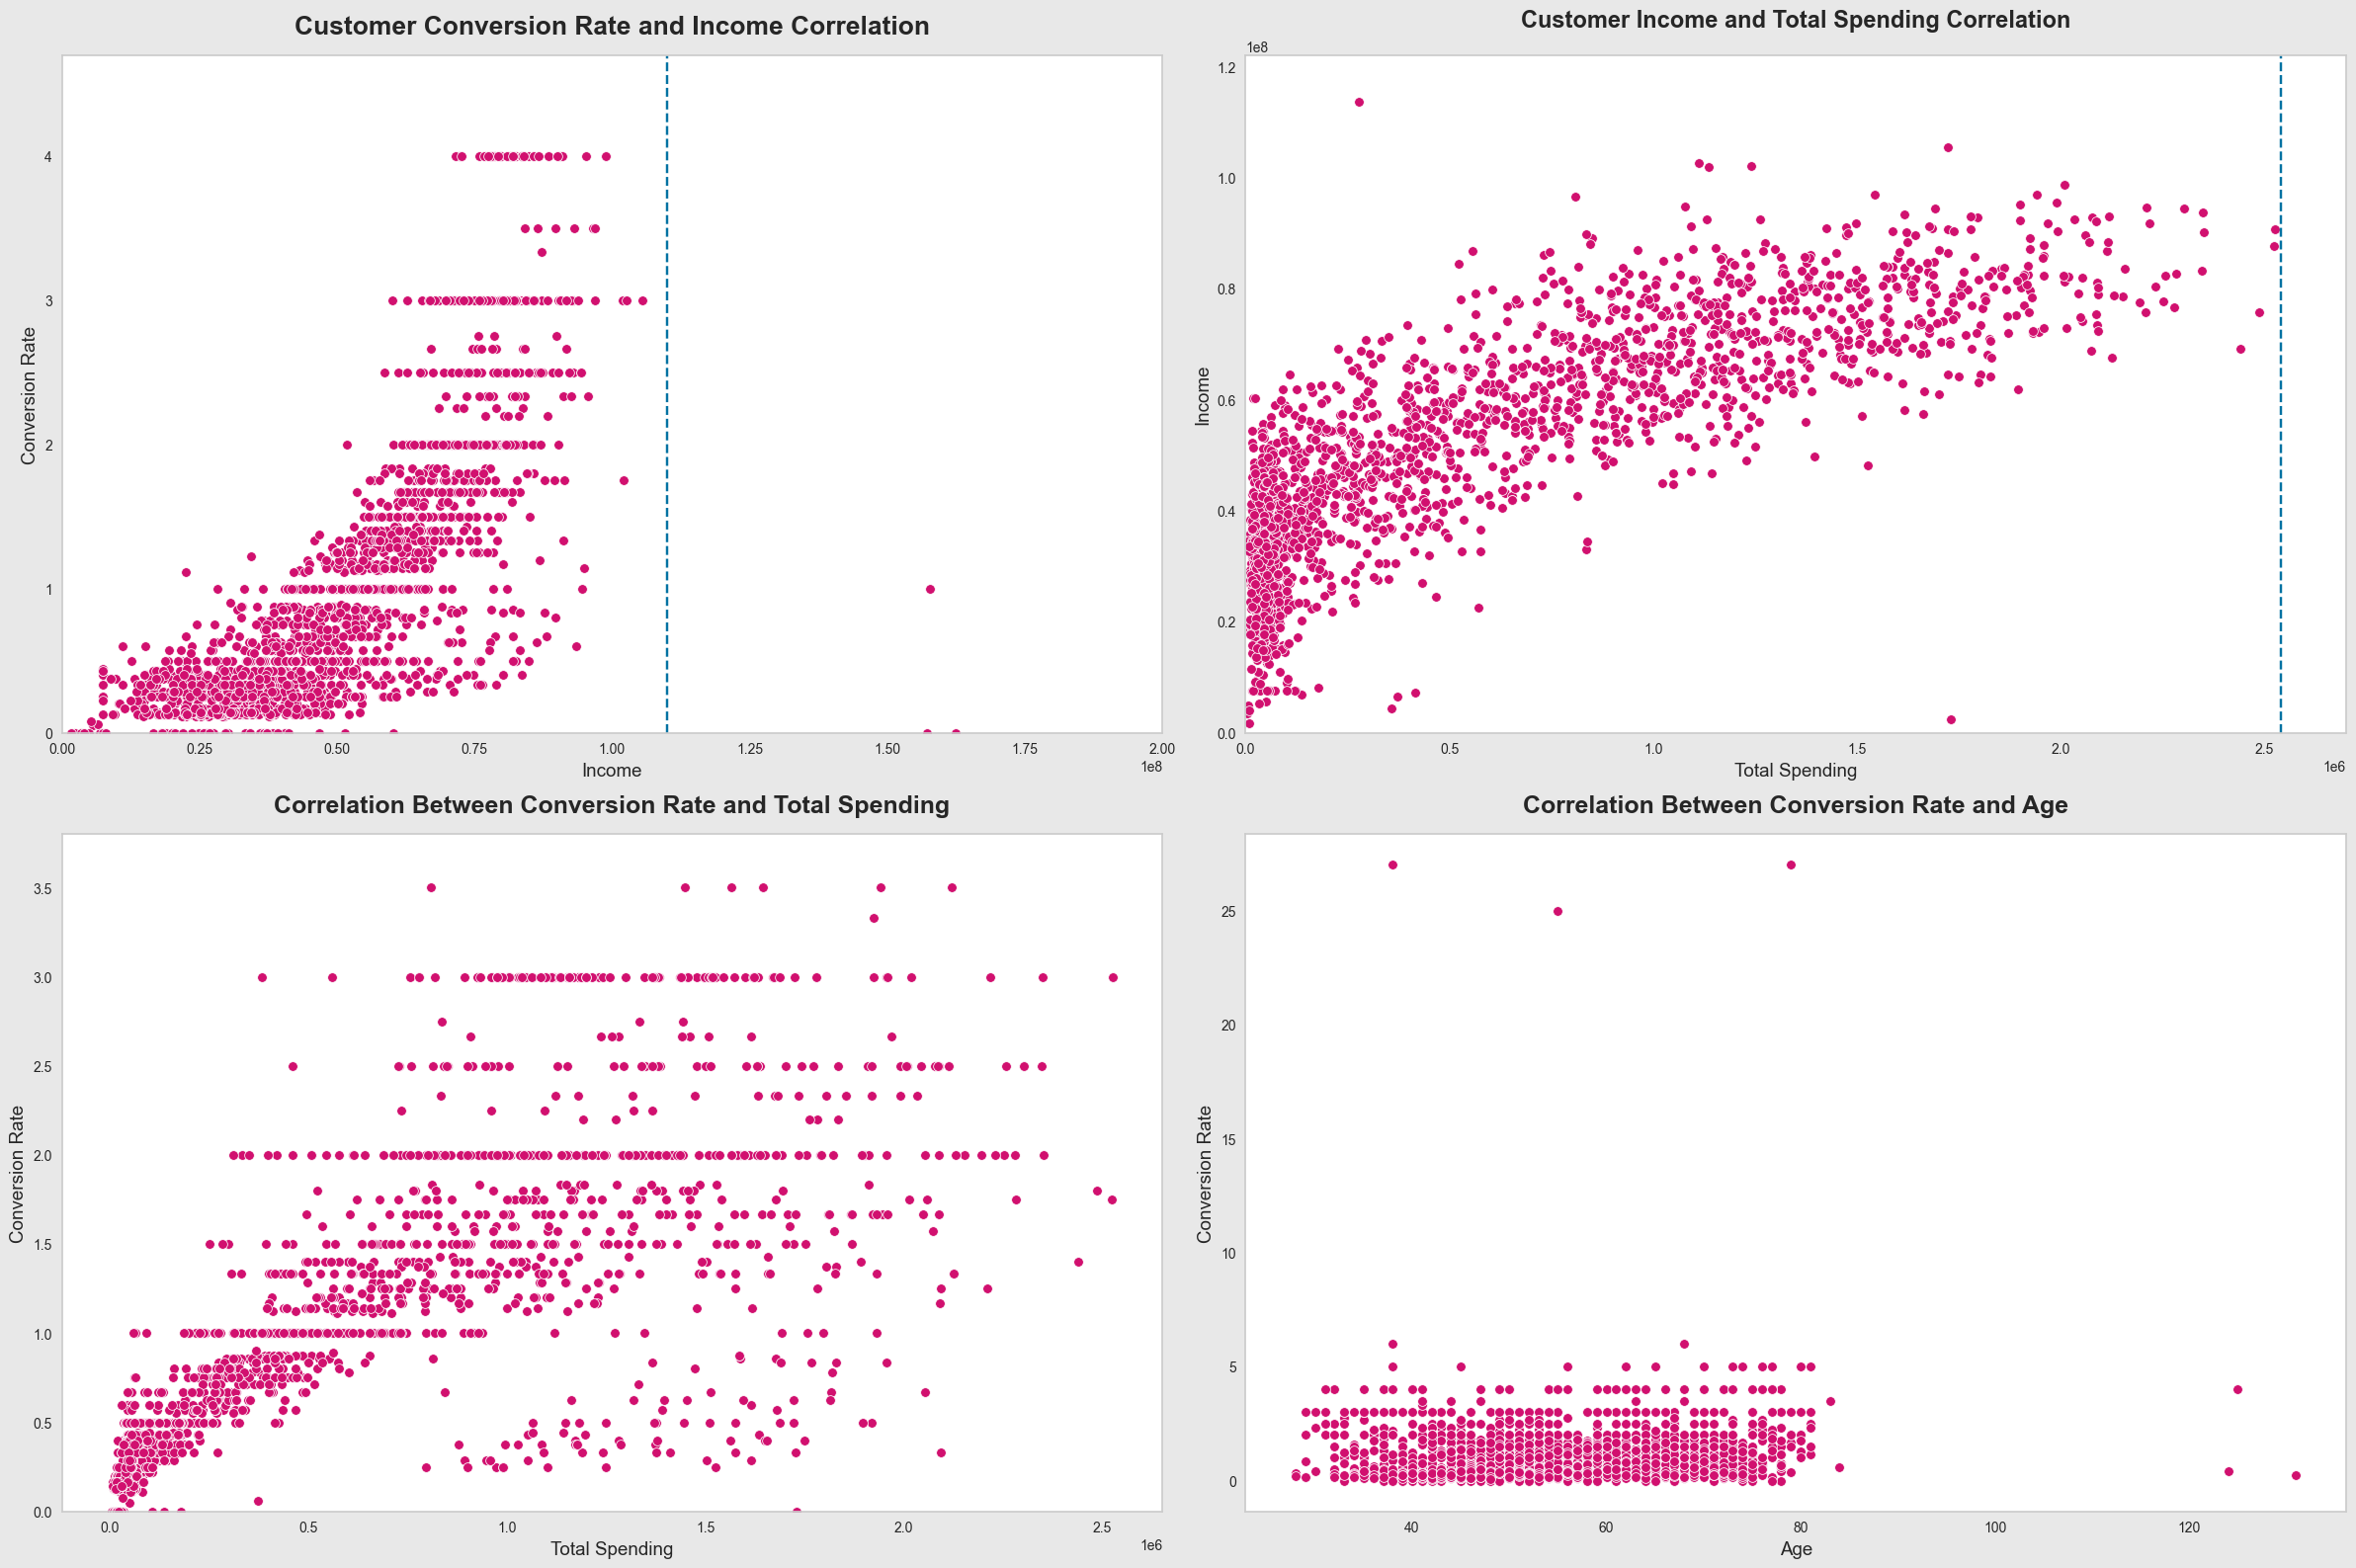 Customer Conversion Rate and Income Correlation
Conversion Rate
4
3
2
1
0
0.00 0.25 0.50 0.75 1.00 1.25 1.50 1.75 2.00
1e8
Income
Customer Income and Total Spending Correlation
1e8
Income
1.2
1.0
0.8
0.6
0.4
0.2
0.0
0.0 0.5 1.0 1.5 2.0 2.5
1e6
Total Spending
Correlation Between Conversion Rate and Total Spending
Conversion Rate
3.5
3.0
2.5
2.0
1.5
1.0
0.5
0.0
0.0 0.5 1.0 1.5 2.0 2.5
1e6
Total Spending
Correlation Between Conversion Rate and Age
Conversion Rate
25
20
15
10
5
0
40 60 80 100 120
Age